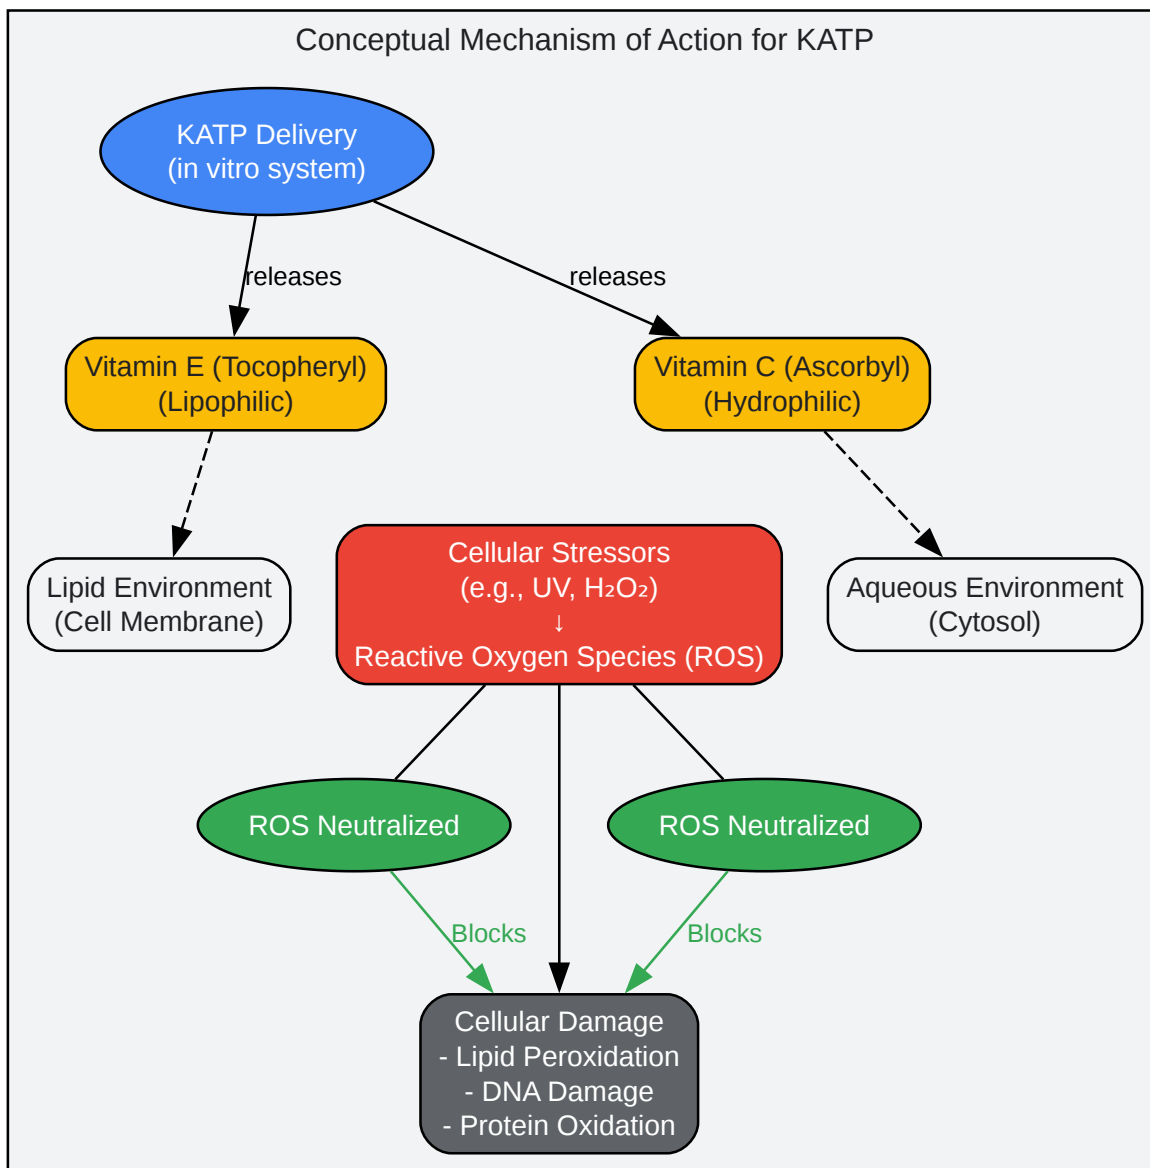 Conceptual Mechanism of Action for KATP
KATP Delivery
(in vitro system)
releases
releases
Vitamin E (Tocopheryl)
(Lipophilic)
Vitamin C (Ascorbyl)
(Hydrophilic)
Lipid Environment
(Cell Membrane)
Cellular Stressors
(e.g., UV, H₂O₂)
↓
Reactive Oxygen Species (ROS)
Aqueous Environment
(Cytosol)
ROS Neutralized
ROS Neutralized
Blocks
Blocks
Cellular Damage
- Lipid Peroxidation
- DNA Damage
- Protein Oxidation